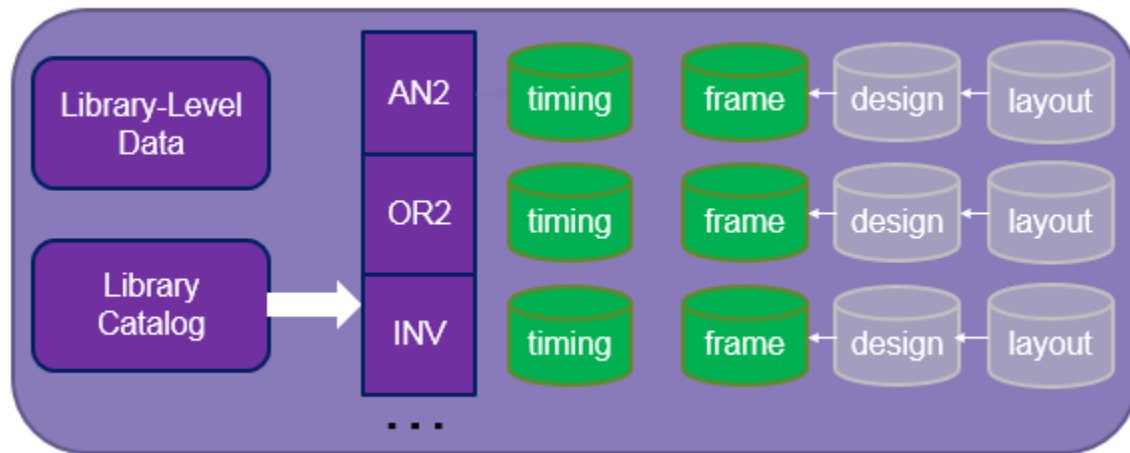 Library-Level
Data
Library
Catalog
AN2
timing
frame
design
layout
OR2
timing
frame
design
layout
INV
timing
frame
design
layout
...